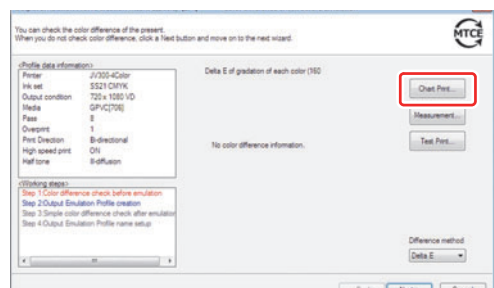 You can check the color difference of the present.
When you do not check color difference, click a Next button and move on to the next wizard.
MTCE
<Profile data information>
Printer JV300-4Color
Ink set SS21 CMYK
Output condition 720 x 1080 VD
Media GPVC[706]
Pass 8
Overprint 1
Print Direction Bi-directional
High speed print ON
Half tone II-diffusion
Delta E of gradation of each color (360
No color difference information.
Chart Print...
Measurement...
Test Print...
<Working steps>
Step 1:Color difference check before emulation
Step 2:Output Emulation Profile creation
Step 3:Simple color difference check after emulation
Step 4:Output Emulation Profile name setup
Difference method
Delta E